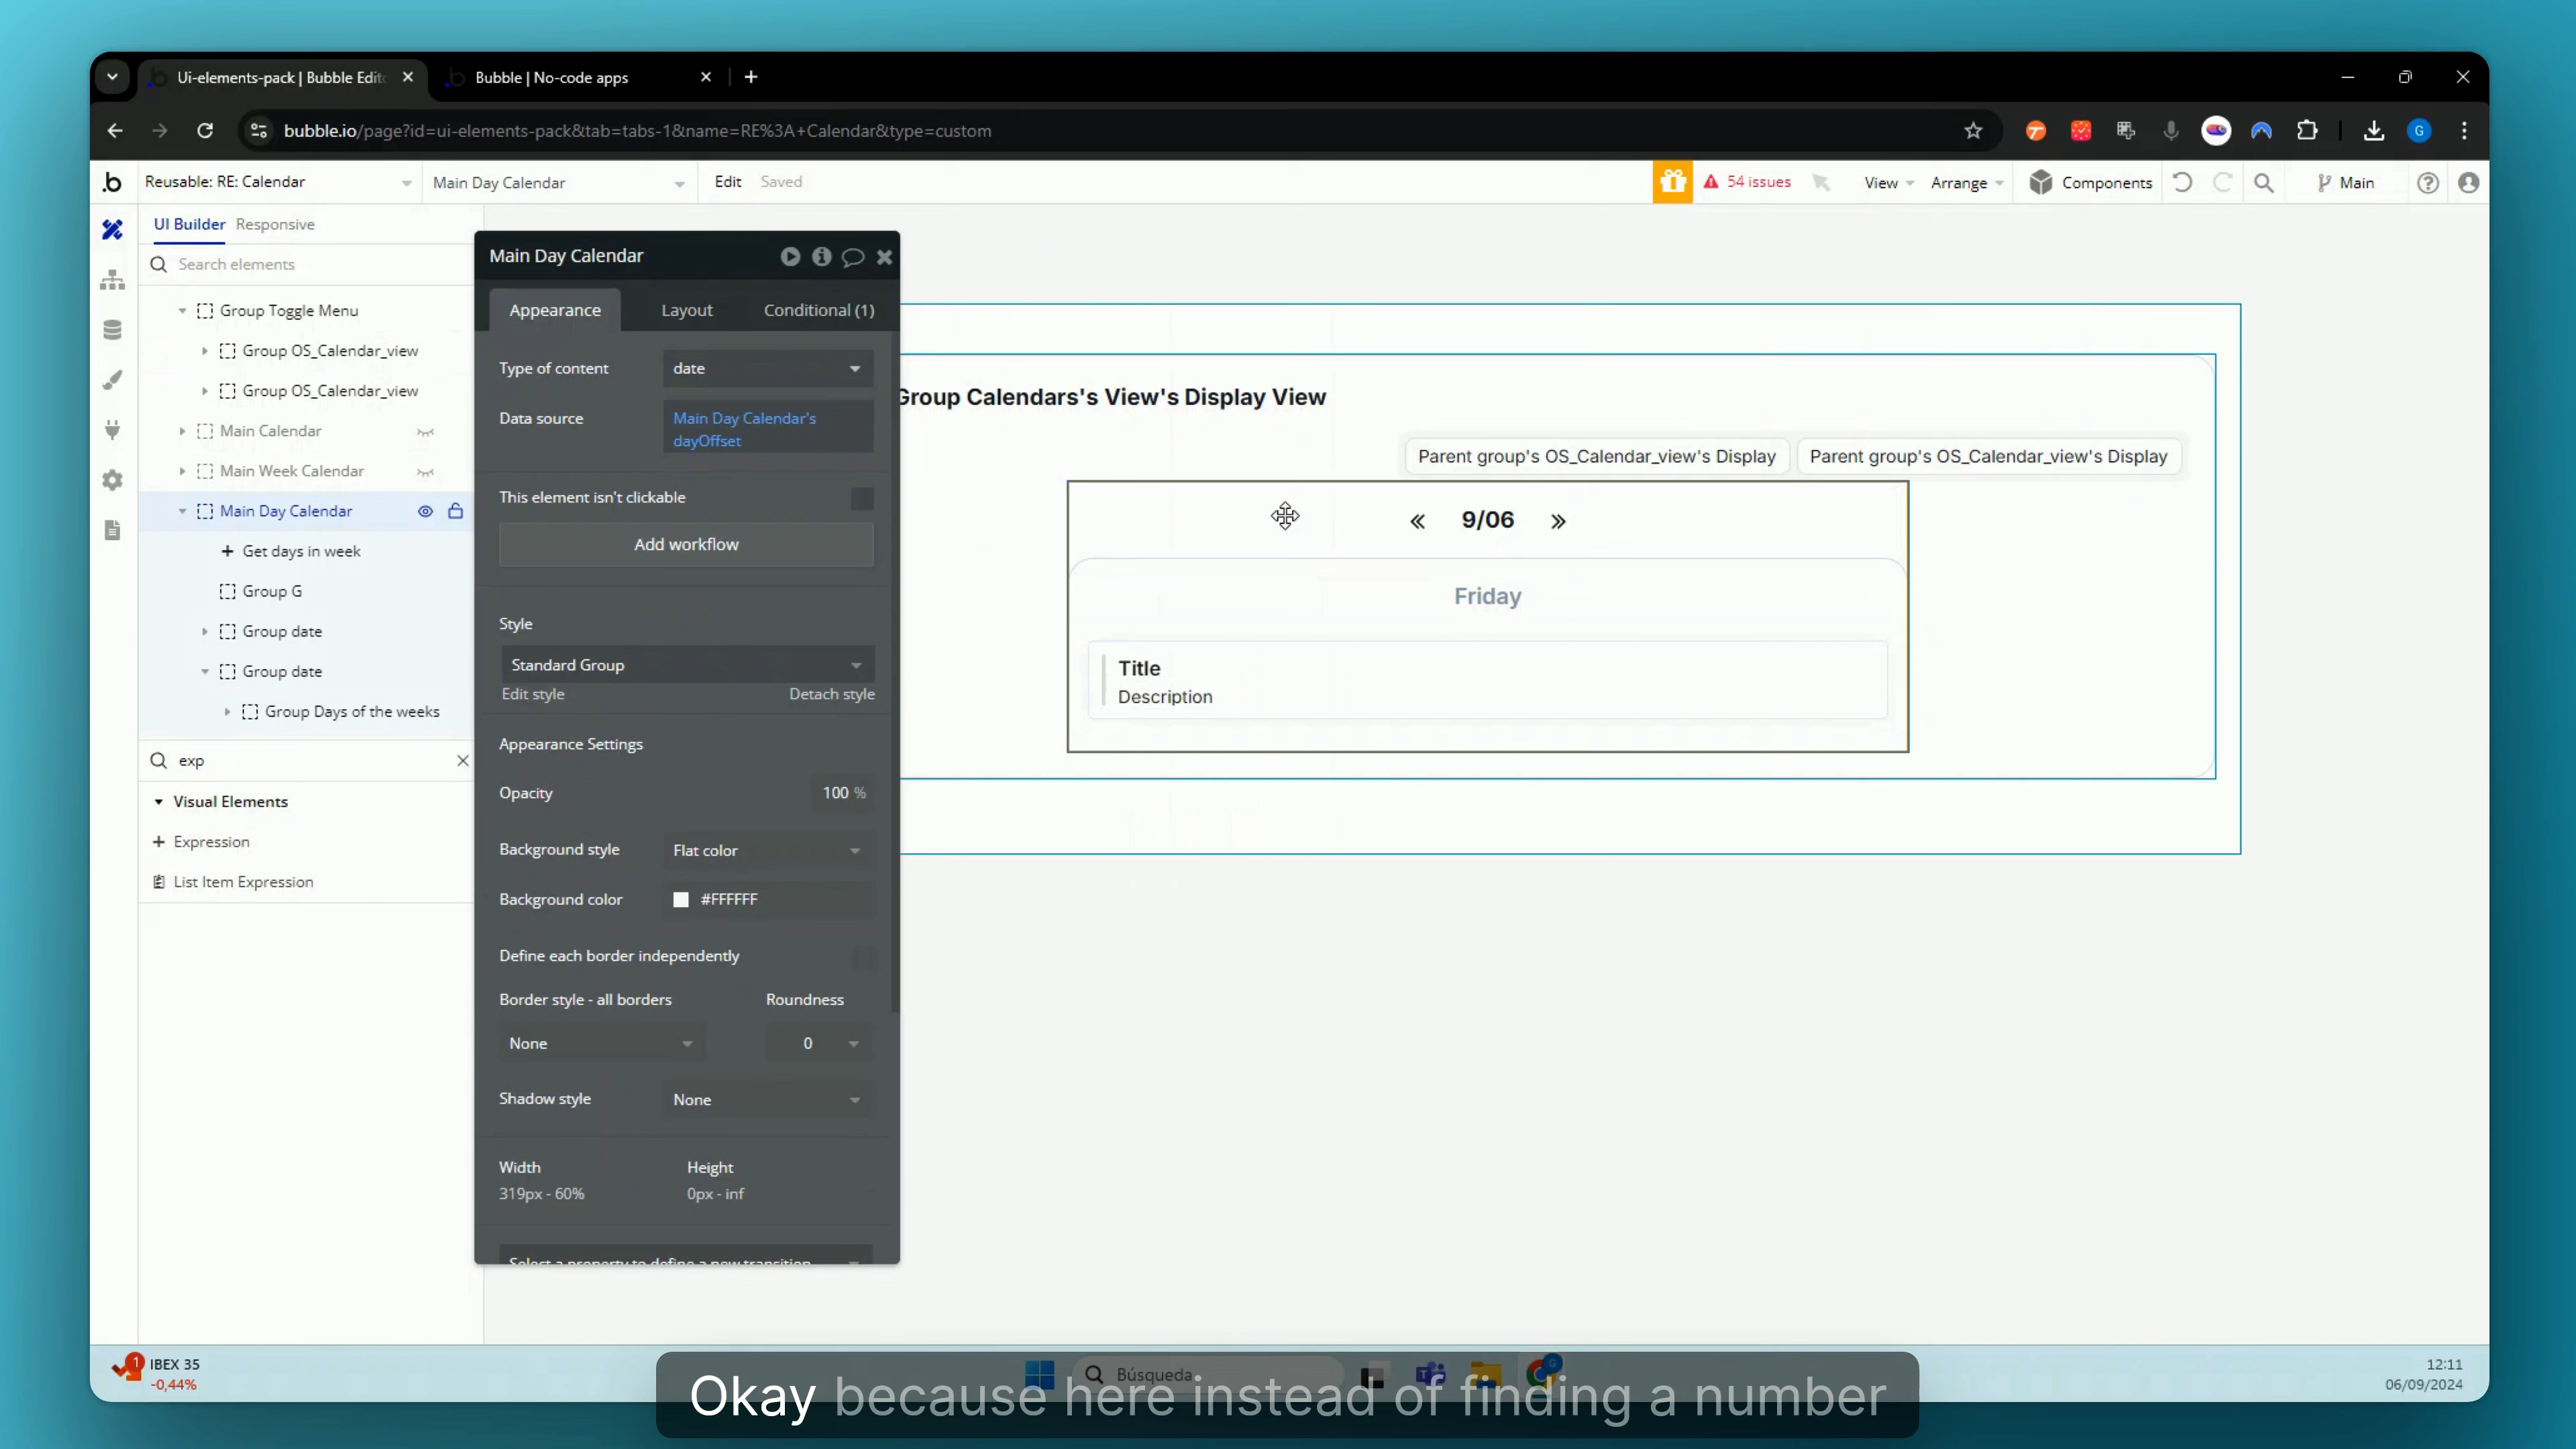 Ui-elements-pack | Bubble Edit
Bubble | No-code apps
bubble.io/page?id=ui-elements-pack&tab=tabs-1&name=RE%3A+Calendar&type=custom
G
Reusable: RE: Calendar
Main Day Calendar
Edit
Saved
54 issues
View
Arrange
Components
Main
UI Builder
Responsive
Search elements
Group Toggle Menu
Group OS_Calendar_view
Group OS_Calendar_view
Main Calendar
Main Week Calendar
Main Day Calendar
Get days in week
Group G
Group date
Group date
Group Days of the weeks
exp
Visual Elements
Expression
List Item Expression
Main Day Calendar
Appearance
Layout
Conditional (1)
Type of content
date
Data source
Main Day Calendar's
dayOffset
This element isn't clickable
Add workflow
Style
Standard Group
Edit style
Detach style
Appearance Settings
Opacity
100 %
Background style
Flat color
Background color
#FFFFFF
Define each border independently
Border style - all borders
Roundness
None
0
Shadow style
None
Width
Height
319px - 60%
0px - inf
Select a property to define a new transition
Group Calendars's View's Display View
Parent group's OS_Calendar_view's Display
Parent group's OS_Calendar_view's Display
9/06
Friday
Title
Description
1
IBEX 35
-0,44%
Búsqueda
G
12:11
06/09/2024
Okay because here instead of finding a number